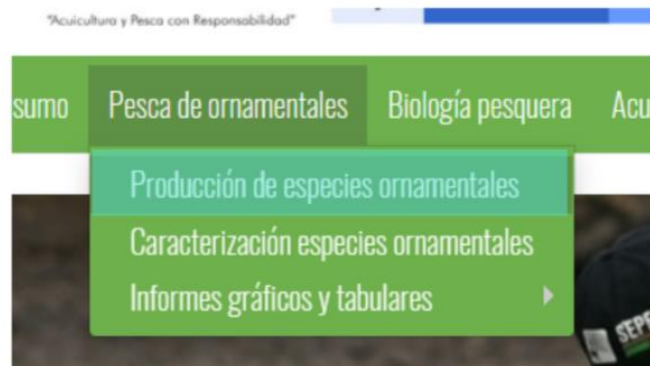 "Acuicultura y Pesca con Responsabilidad"
sumo Pesca de ornamentales Biología pesquera Acu
Producción de especies ornamentales
Caracterización especies ornamentales
Informes gráficos y tabulares
SEPE